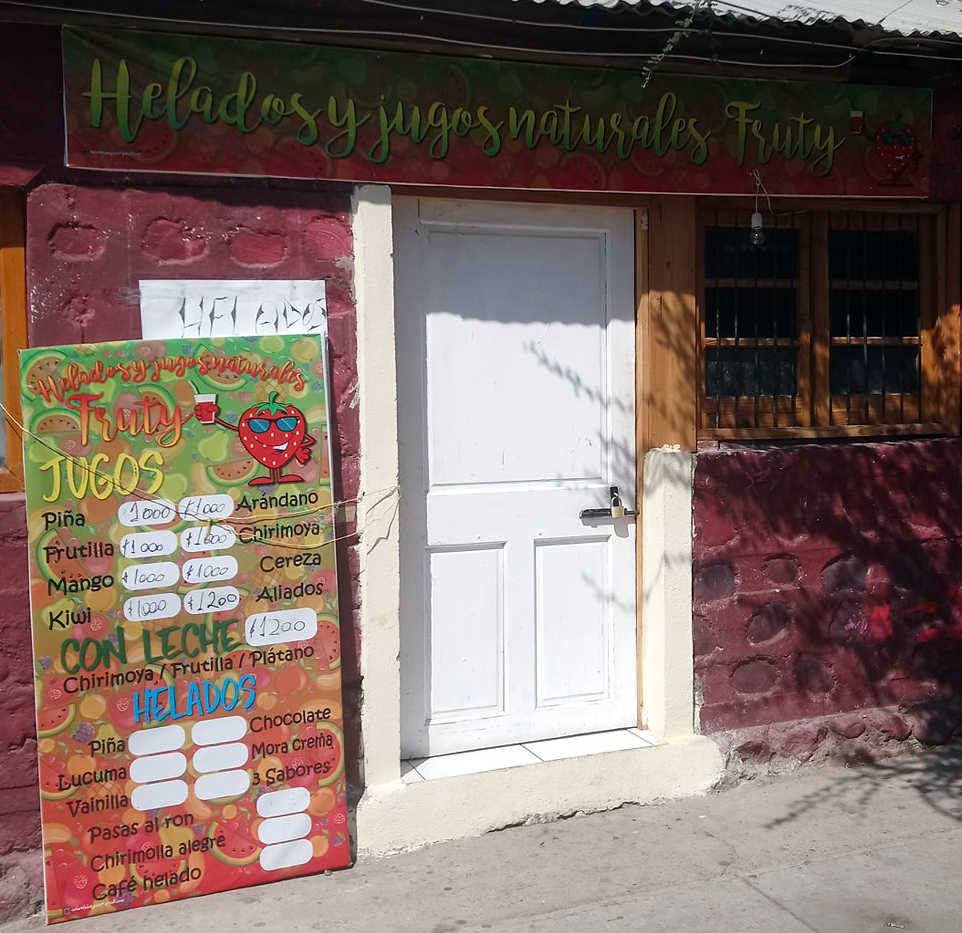 Helados y jugos naturales Fruty
HELADOS
Helados y jugos naturales
Fruty
JUGOS
Piña 1000 $1000 Arándano
Frutilla $1000 $1000 Chirimoya
Mango $1000 $1000 Cereza
Kiwi $1000 $1200 Aliados
CON LECHE $1200
Chirimoya / Frutilla / Plátano
HELADOS
Piña Chocolate
Lucuma Mora crema
Vainilla 3 Sabores
Pasas al ron
Chirimolla alegre
Café helado